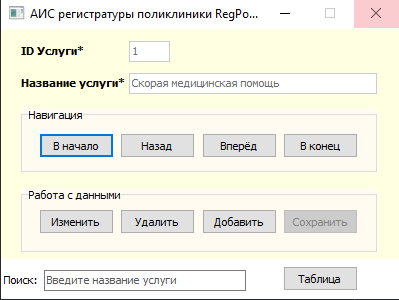 АИС регистратуры поликлиники RegPo...
ID Услуги* 1
Название услуги* Скорая медицинская помощь
Навигация
В начало Назад Вперёд В конец
Работа с данными
Изменить Удалить Добавить Сохранить
Поиск: Введите название услуги Таблица